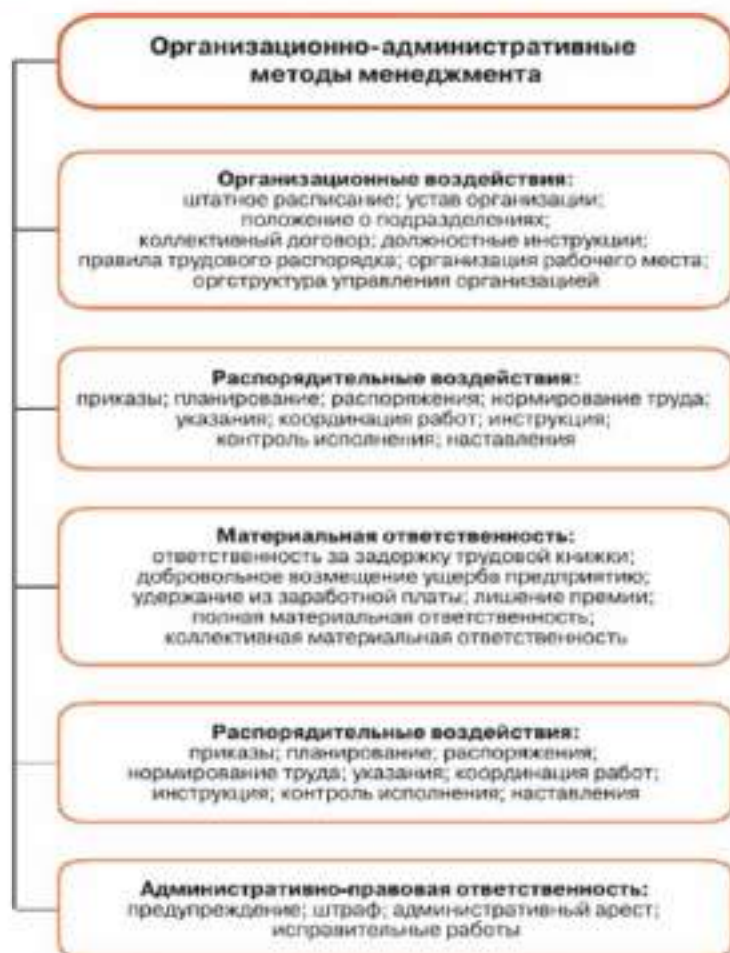 Организационно-административные
методы менеджмента
Организационные воздействия:
штатное расписание; устав организации;
положение о подразделениях;
коллективный договор; должностные инструкции;
правила трудового распорядка; организация рабочего места;
оргструктура управления организацией
Распорядительные воздействия:
приказы; планирование; распоряжения; нормирование труда;
указания; координация работ; инструкция;
контроль исполнения; наставления
Материальная ответственность:
ответственность за задержку трудовой книжки;
добровольное возмещение ущерба предприятию;
удержание из заработной платы; лишение премии;
полная материальная ответственность;
коллективная материальная ответственность
Распорядительные воздействия:
приказы; планирование; распоряжения;
нормирование труда; указания; координация работ;
инструкция; контроль исполнения; наставления
Административно-правовая ответственность:
предупреждение; штраф; административный арест;
исправительные работы